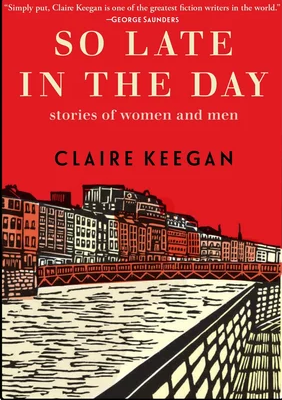 “Simply put, Claire Keegan is one of the greatest fiction writers in the world.”
—GEORGE SAUNDERS
SO LATE
IN THE DAY
stories of women and men
CLAIRE KEEGAN